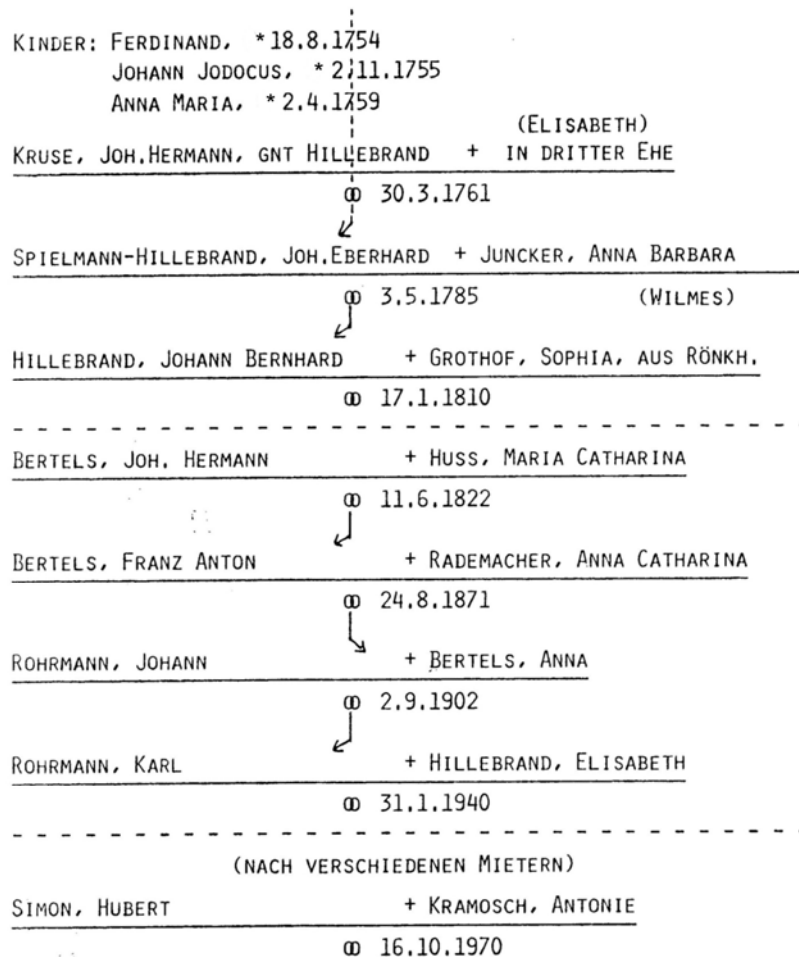 KINDER: FERDINAND, *18.8.1754
JOHANN JODOCUS, *2.11.1755
ANNA MARIA, *2.4.1759
(ELISABETH)
KRUSE, JOH.HERMANN, GNT HILLEBRAND + IN DRITTER EHE
⚭ 30.3.1761
SPIELMANN-HILLEBRAND, JOH.EBERHARD + JUNCKER, ANNA BARBARA
⚭ 3.5.1785 (WILMES)
HILLEBRAND, JOHANN BERNHARD + GROTHOF, SOPHIA, AUS RÖNKH.
⚭ 17.1.1810
BERTELS, JOH. HERMANN + HUSS, MARIA CATHARINA
⚭ 11.6.1822
BERTELS, FRANZ ANTON + RADEMACHER, ANNA CATHARINA
⚭ 24.8.1871
ROHRMANN, JOHANN + BERTELS, ANNA
⚭ 2.9.1902
ROHRMANN, KARL + HILLEBRAND, ELISABETH
⚭ 31.1.1940
(NACH VERSCHIEDENEN MIETERN)
SIMON, HUBERT + KRAMOSCH, ANTONIE
⚭ 16.10.1970